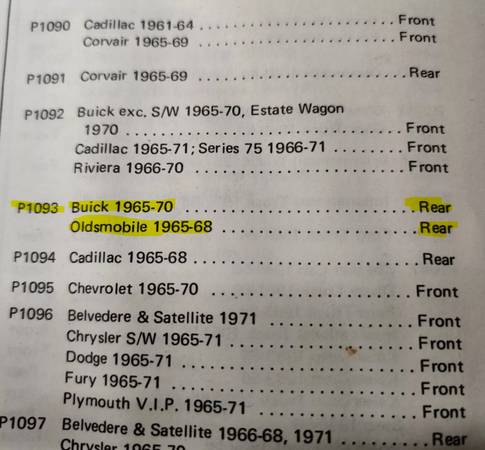 P1090 Cadillac 1961-64 . . . . . . . . . . . . . . . . . . . . . . . Front
Corvair 1965-69 . . . . . . . . . . . . . . . . . . . . . . . Front
P1091 Corvair 1965-69 . . . . . . . . . . . . . . . . . . . . . . . Rear
P1092 Buick exc. S/W 1965-70, Estate Wagon
1970 . . . . . . . . . . . . . . . . . . . . . . . . . . . . . . Front
Cadillac 1965-71; Series 75 1966-71 . . . . . . . . Front
Riviera 1966-70 . . . . . . . . . . . . . . . . . . . . . . . Front
P1093 Buick 1965-70 . . . . . . . . . . . . . . . . . . . . . . . . Rear
Oldsmobile 1965-68 . . . . . . . . . . . . . . . . . . . . Rear
P1094 Cadillac 1965-68 . . . . . . . . . . . . . . . . . . . . . . Rear
P1095 Chevrolet 1965-70 . . . . . . . . . . . . . . . . . . . . Front
P1096 Belvedere & Satellite 1971 . . . . . . . . . . . . . . Front
Chrysler S/W 1965-71 . . . . . . . . . . . . . . . . . . Front
Dodge 1965-71 . . . . . . . . . . . . . . . . . . . . . . . Front
Fury 1965-71 . . . . . . . . . . . . . . . . . . . . . . . . Front
Plymouth V.I.P. 1965-71 . . . . . . . . . . . . . . . . Front
P1097 Belvedere & Satellite 1966-68, 1971 . . . . . . . . . Rear
Chrysler 1965-70